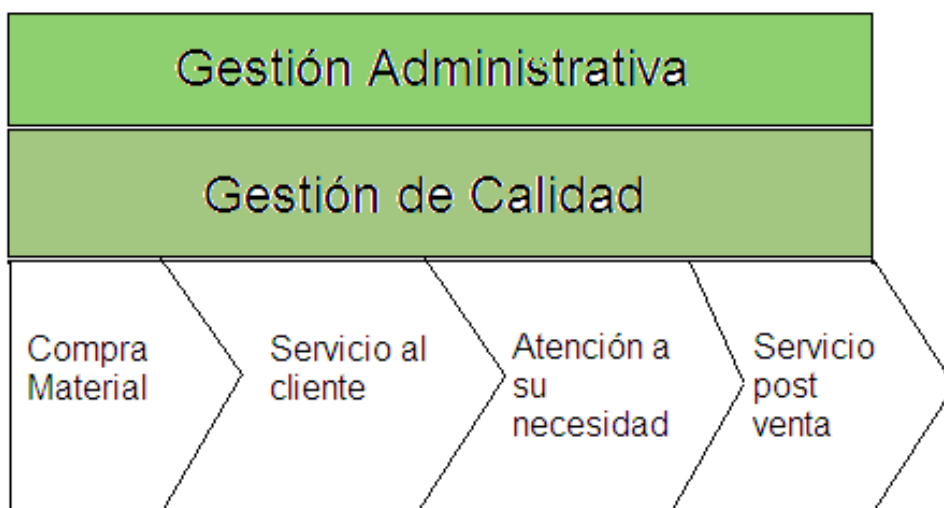 Gestión Administrativa
Gestión de Calidad
Compra
Material
Servicio al
cliente
Atención a
su
necesidad
Servicio
post
venta